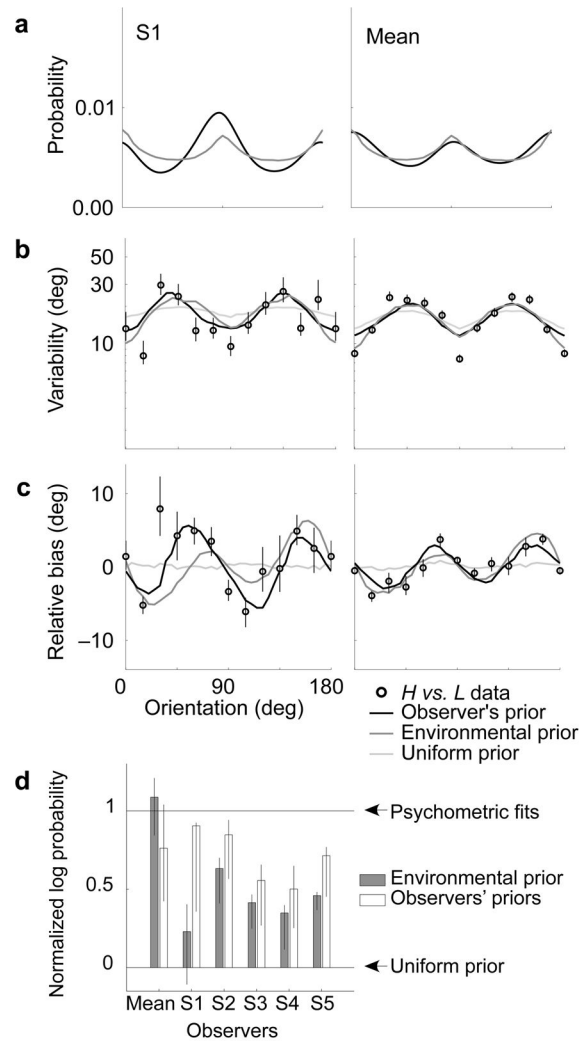 a
S1
Mean
Probability
0.01
0.00
b
Variability (deg)
50
30
10
c
Relative bias (deg)
10
0
−10
0 90 180
Orientation (deg)
H vs. L data
Observer's prior
Environmental prior
Uniform prior
d
Normalized log probability
1
0.5
0
Psychometric fits
Environmental prior
Observers' priors
Uniform prior
Mean S1 S2 S3 S4 S5
Observers